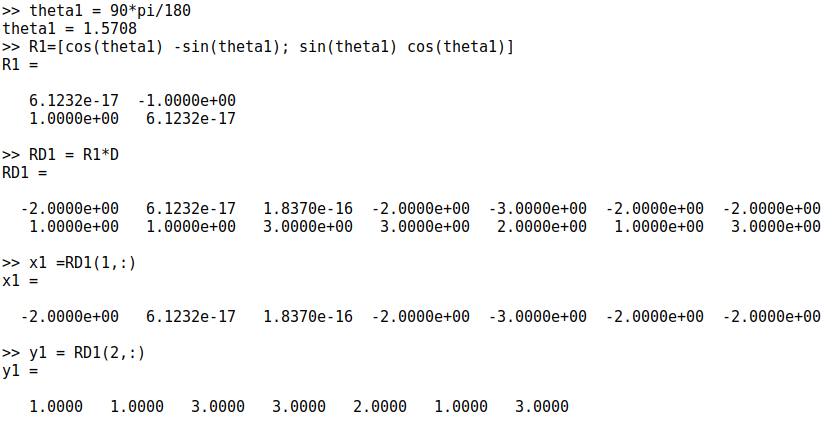 >> theta1 = 90*pi/180
theta1 = 1.5708
>> R1=[cos(theta1) -sin(theta1); sin(theta1) cos(theta1)]
R1 =
6.1232e-17 -1.0000e+00
1.0000e+00 6.1232e-17
>> RD1 = R1*D
RD1 =
-2.0000e+00 6.1232e-17 1.8370e-16 -2.0000e+00 -3.0000e+00 -2.0000e+00 -2.0000e+00
1.0000e+00 1.0000e+00 3.0000e+00 3.0000e+00 2.0000e+00 1.0000e+00 3.0000e+00
>> x1 =RD1(1,:)
x1 =
-2.0000e+00 6.1232e-17 1.8370e-16 -2.0000e+00 -3.0000e+00 -2.0000e+00 -2.0000e+00
>> y1 = RD1(2,:)
y1 =
1.0000 1.0000 3.0000 3.0000 2.0000 1.0000 3.0000